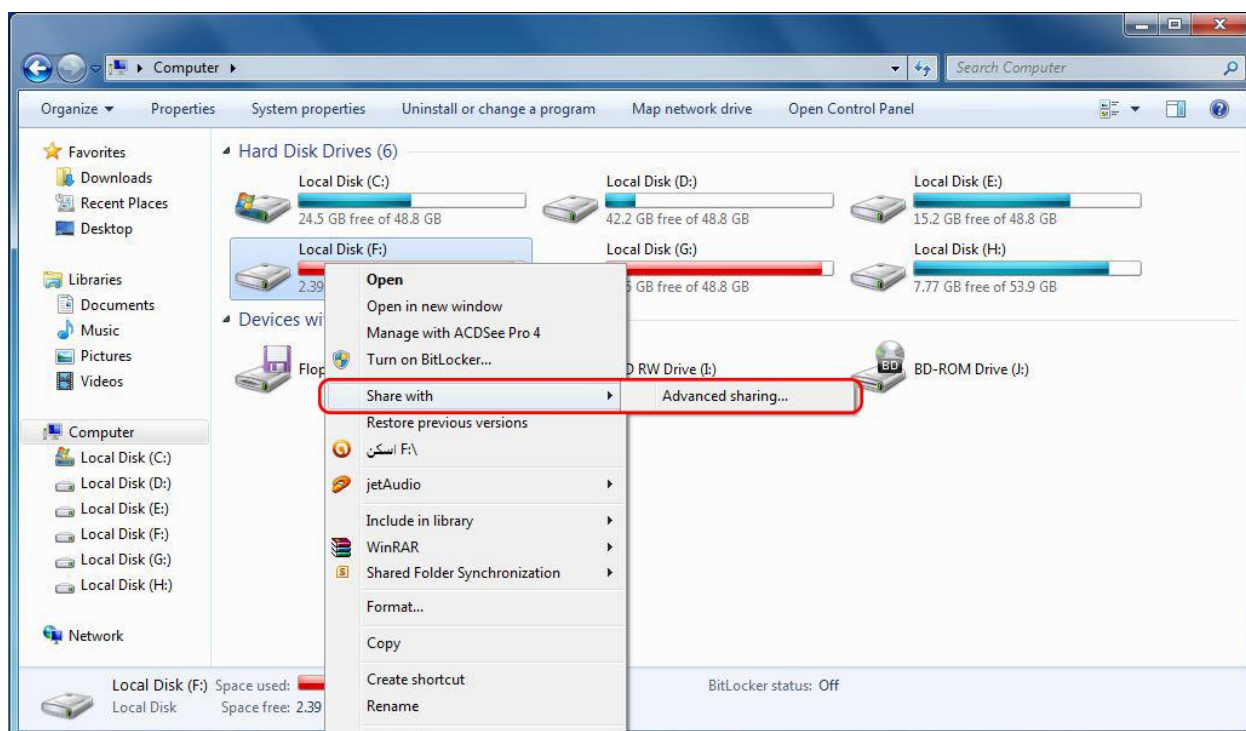 Computer
Search Computer
Organize Properties System properties Uninstall or change a program Map network drive Open Control Panel
Favorites
Downloads
Recent Places
Desktop
Libraries
Documents
Music
Pictures
Videos
Computer
Local Disk (C:)
Local Disk (D:)
Local Disk (E:)
Local Disk (F:)
Local Disk (G:)
Local Disk (H:)
Network
Hard Disk Drives (6)
Local Disk (C:)
24.5 GB free of 48.8 GB
Local Disk (D:)
42.2 GB free of 48.8 GB
Local Disk (E:)
15.2 GB free of 48.8 GB
Local Disk (F:)
2.39
Local Disk (G:)
GB free of 48.8 GB
Local Disk (H:)
7.77 GB free of 53.9 GB
Devices
RW Drive (I:)
BD
BD-ROM Drive (J:)
Open
Open in new window
Manage with ACDSee Pro 4
Turn on BitLocker...
Share with
Advanced sharing...
Restore previous versions
اسکن F:\
jetAudio
Include in library
WinRAR
Shared Folder Synchronization
Format...
Copy
Create shortcut
Rename
Local Disk (F:) Space used:
Local Disk Space free: 2.39
BitLocker status: Off